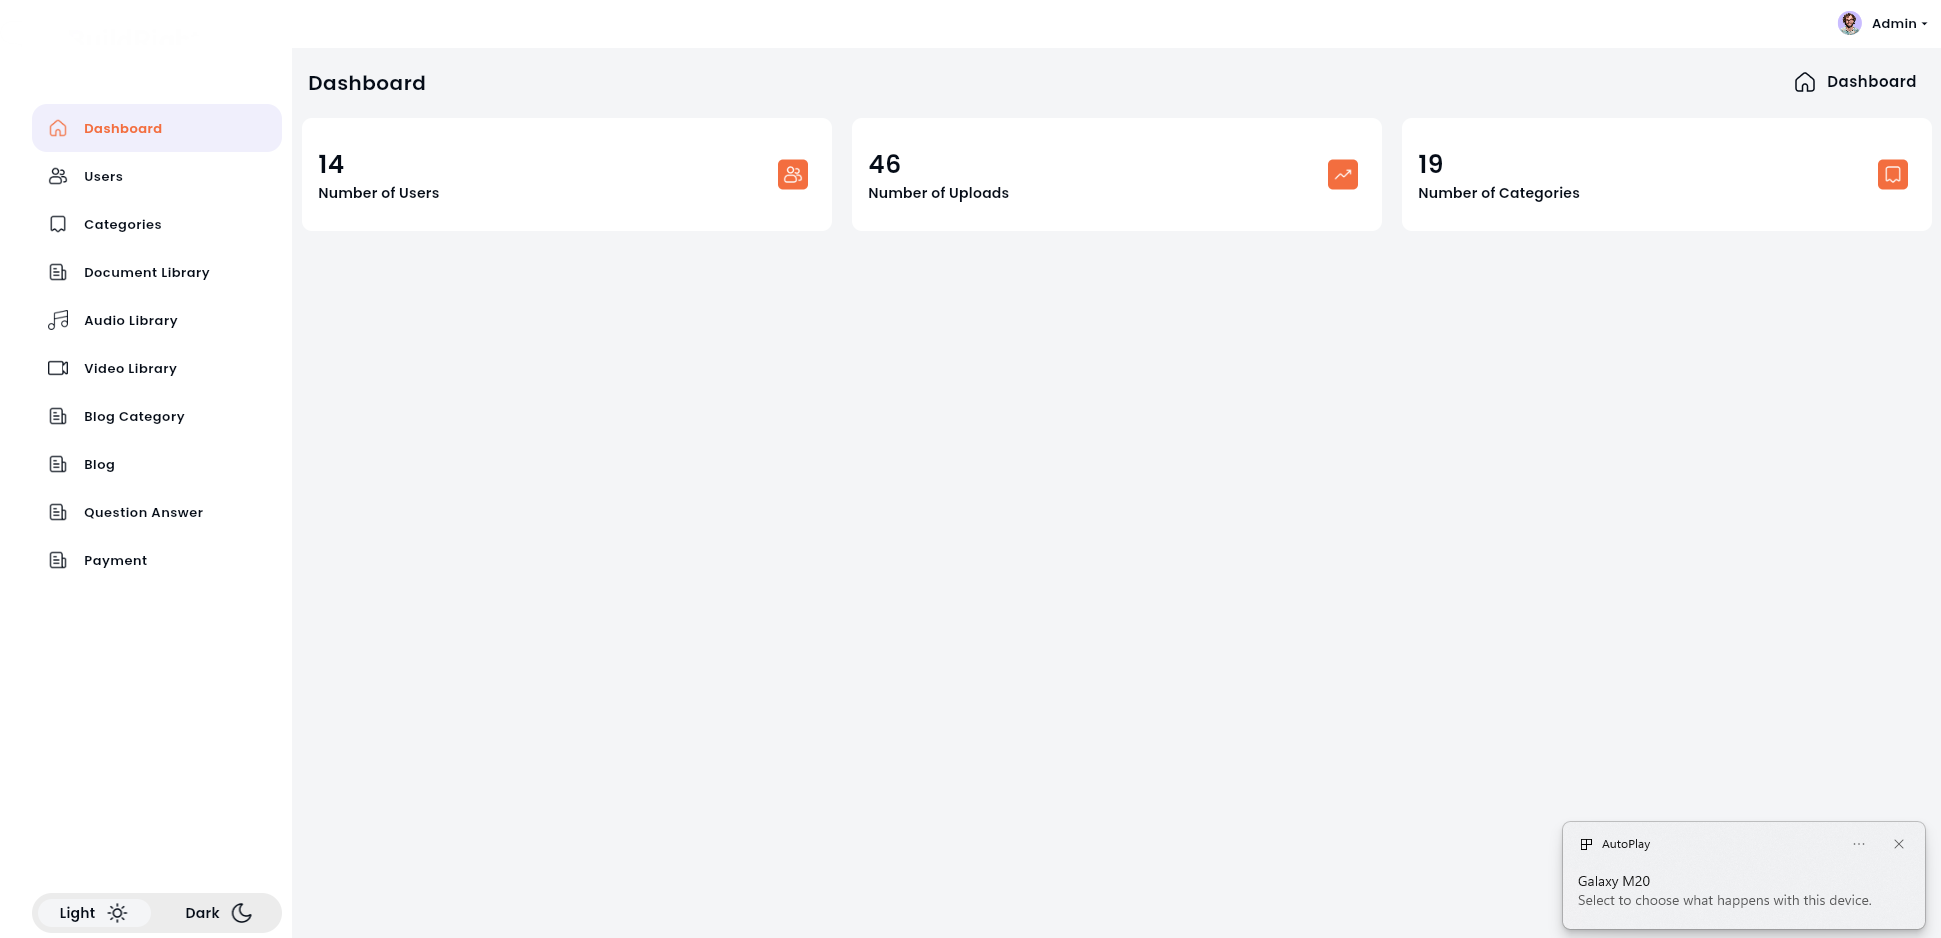 Admin
Dashboard
Dashboard
Dashboard
Users
Categories
Document Library
Audio Library
Video Library
Blog Category
Blog
Question Answer
Payment
14
Number of Users
46
Number of Uploads
19
Number of Categories
Light
Dark
AutoPlay
Galaxy M20
Select to choose what happens with this device.